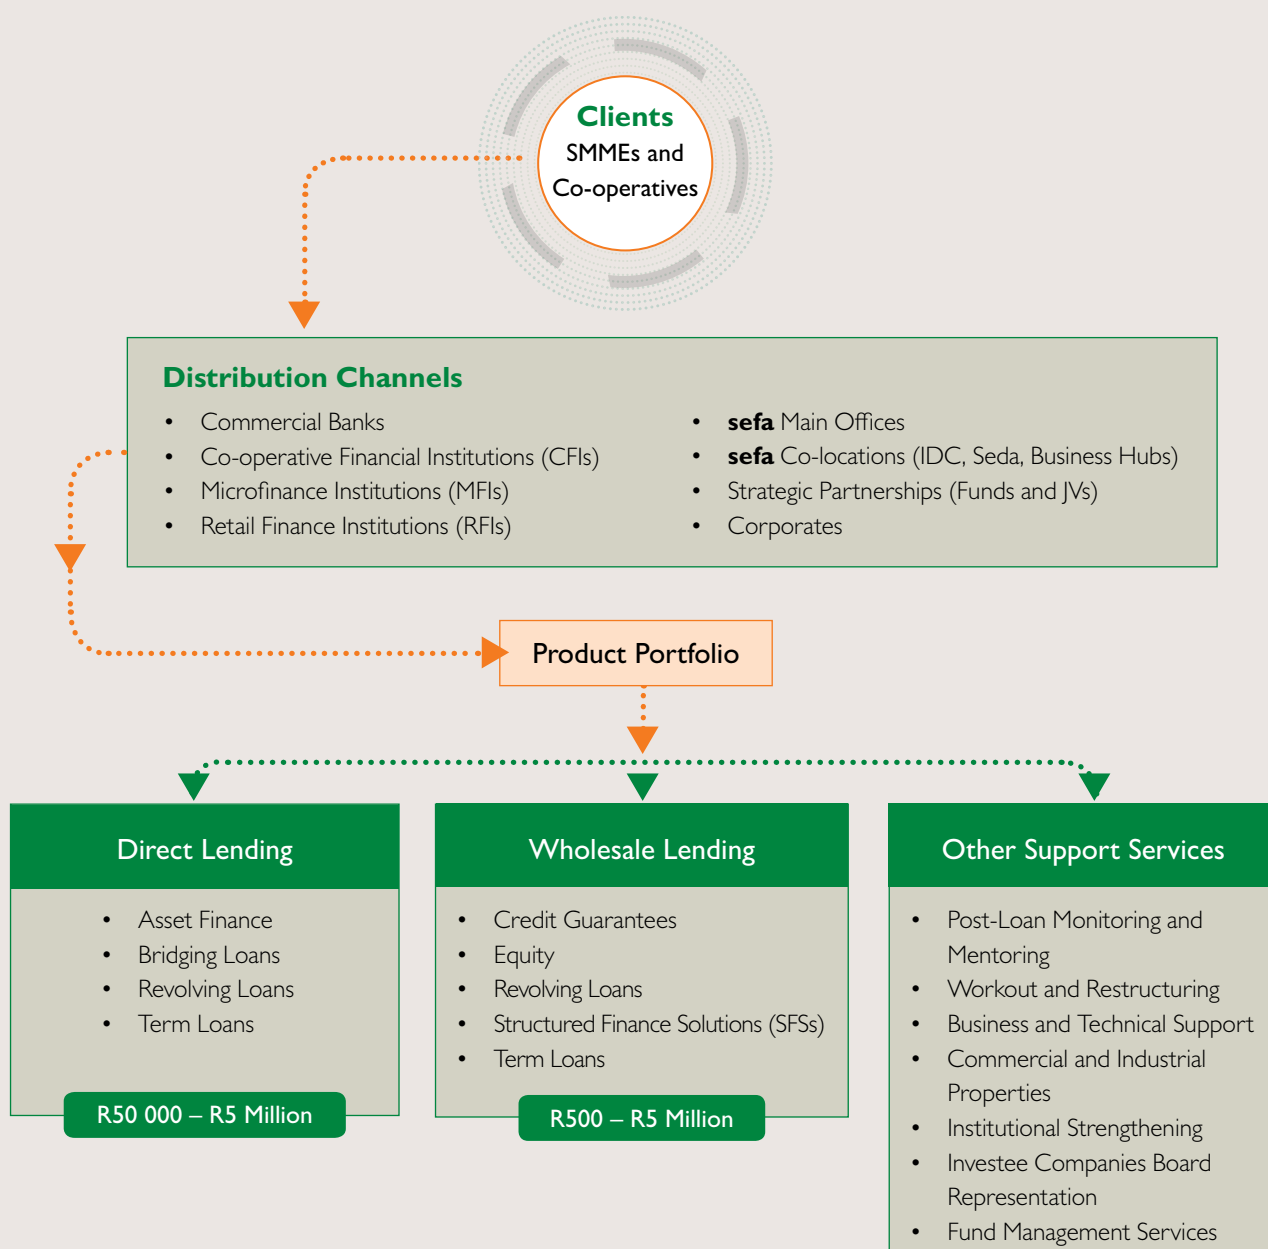 Clients
SMMEs and
Co-operatives
Distribution Channels
• Commercial Banks
• Co-operative Financial Institutions (CFIs)
• Microfinance Institutions (MFIs)
• Retail Finance Institutions (RFIs)
• sefa Main Offices
• sefa Co-locations (IDC, Seda, Business Hubs)
• Strategic Partnerships (Funds and JVs)
• Corporates
Product Portfolio
Direct Lending
• Asset Finance
• Bridging Loans
• Revolving Loans
• Term Loans
R50 000 – R5 Million
Wholesale Lending
• Credit Guarantees
• Equity
• Revolving Loans
• Structured Finance Solutions (SFSs)
• Term Loans
R500 – R5 Million
Other Support Services
• Post-Loan Monitoring and
Mentoring
• Workout and Restructuring
• Business and Technical Support
• Commercial and Industrial
Properties
• Institutional Strengthening
• Investee Companies Board
Representation
• Fund Management Services